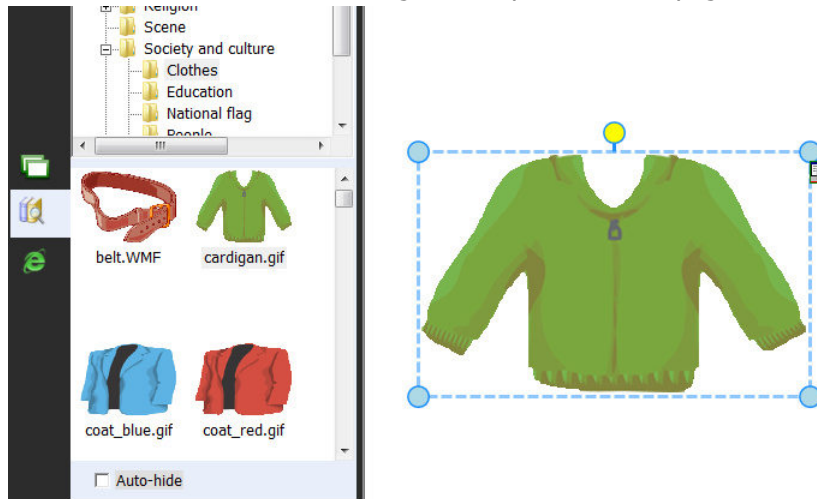 Scene
Society and culture
Clothes
Education
National flag
belt.WMF
cardigan.gif
coat_blue.gif
coat_red.gif
Auto-hide